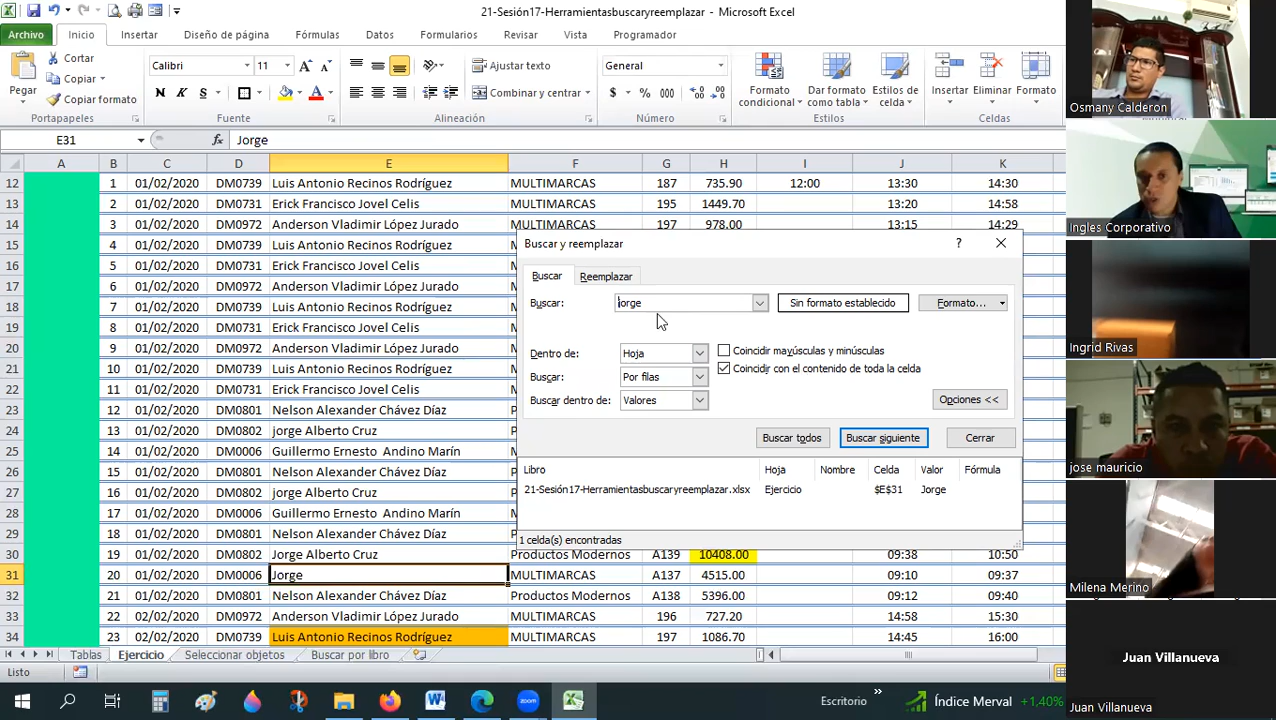 21-Sesión17-Herramientasbuscaryreemplazar - Microsoft Excel
Archivo Inicio Insertar Diseño de página Fórmulas Datos Formularios Revisar Vista Programador
Cortar
Copiar
Copiar formato
Pegar
Portapapeles
Calibri 11
N K S
Fuente
Ajustar texto
Combinar y centrar
Alineación
General
$ % 000
Número
Formato condicional
Dar formato como tabla
Estilos de celda
Estilos
Insertar Eliminar Formato
Celdas
E31 fx Jorge
A B C D E F G H I J K
12 1 01/02/2020 DM0739 Luis Antonio Recinos Rodríguez MULTIMARCAS 187 735.90 12:00 13:30 14:30
13 2 01/02/2020 DM0731 Erick Francisco Jovel Celis MULTIMARCAS 195 1449.70 13:20 14:58
14 3 01/02/2020 DM0972 Anderson Vladimir López Jurado MULTIMARCAS 197 978.00 13:15 14:29
15 4 01/02/2020 DM0739 Luis Antonio Recinos Rodríguez
16 5 01/02/2020 DM0731 Erick Francisco Jovel Celis
17 6 01/02/2020 DM0972 Anderson Vladimir López Jurado
18 7 01/02/2020 DM0739 Luis Antonio Recinos Rodríguez
19 8 01/02/2020 DM0731 Erick Francisco Jovel Celis
20 9 01/02/2020 DM0972 Anderson Vladimir López Jurado
22 11 01/02/2020 DM0731 Erick Francisco Jovel Celis
23 12 01/02/2020 DM0801 Nelson Alexander Chávez Díaz
24 13 01/02/2020 DM0802 jorge Alberto Cruz
25 14 01/02/2020 DM0006 Guillermo Ernesto Andino Marín
26 15 01/02/2020 DM0801 Nelson Alexander Chávez Díaz
27 16 01/02/2020 DM0802 jorge Alberto Cruz
28 17 01/02/2020 DM0006 Guillermo Ernesto Andino Marín
29 18 01/02/2020 DM0801 Nelson Alexander Chávez Díaz
30 19 01/02/2020 DM0802 Jorge Alberto Cruz Productos Modernos A139 10408.00 09:38 10:50
31 20 01/02/2020 DM0006 Jorge MULTIMARCAS A137 4515.00 09:10 09:37
32 21 01/02/2020 DM0801 Nelson Alexander Chávez Díaz Productos Modernos A138 5396.00 09:12 09:40
33 22 01/02/2020 DM0972 Anderson Vladimir López Jurado MULTIMARCAS 196 727.20 14:58 15:30
34 23 02/02/2020 DM0739 Luis Antonio Recinos Rodríguez MULTIMARCAS 197 1086.70 14:45 16:00
Buscar y reemplazar ?
Buscar Reemplazar
Buscar: jorge Sin formato establecido Formato...
Dentro de: Hoja Coincidir mayúsculas y minúsculas
Coincidir con el contenido de toda la celda
Buscar: Por filas
Buscar dentro de: Valores Opciones <<
Buscar todos Buscar siguiente Cerrar
Libro Hoja Nombre Celda Valor Fórmula
21-Sesión17-Herramientasbuscaryreemplazar.xlsx Ejercicio $E$31 Jorge
1 celda(s) encontradas
Tablas Ejercicio Seleccionar objetos Buscar por libro
Listo
zoom
Escritorio » Índice Merval +1,40%
Osmany Calderon
Ingles Corporativo
Ingrid Rivas
jose mauricio
Milena Merino
Juan Villanueva
Juan Villanueva